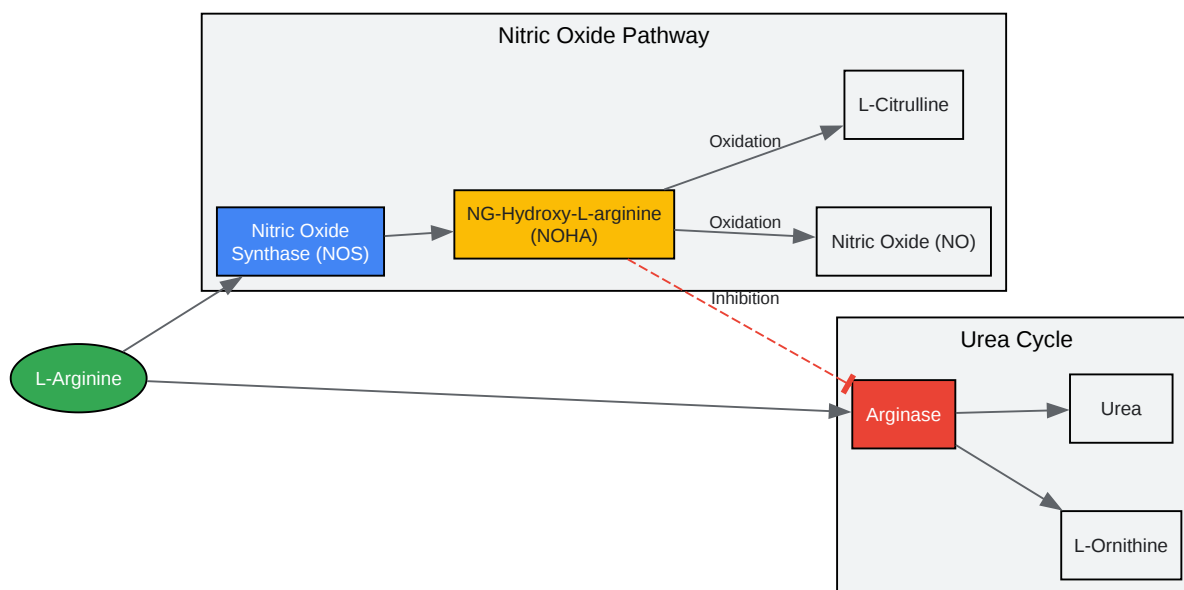 Nitric Oxide Pathway
L-Citrulline
Oxidation
NG-Hydroxy-L-arginine
(NOHA)
Oxidation
Nitric Oxide
Synthase (NOS)
Nitric Oxide (NO)
Inhibition
Urea Cycle
L-Arginine
Arginase
Urea
L-Ornithine